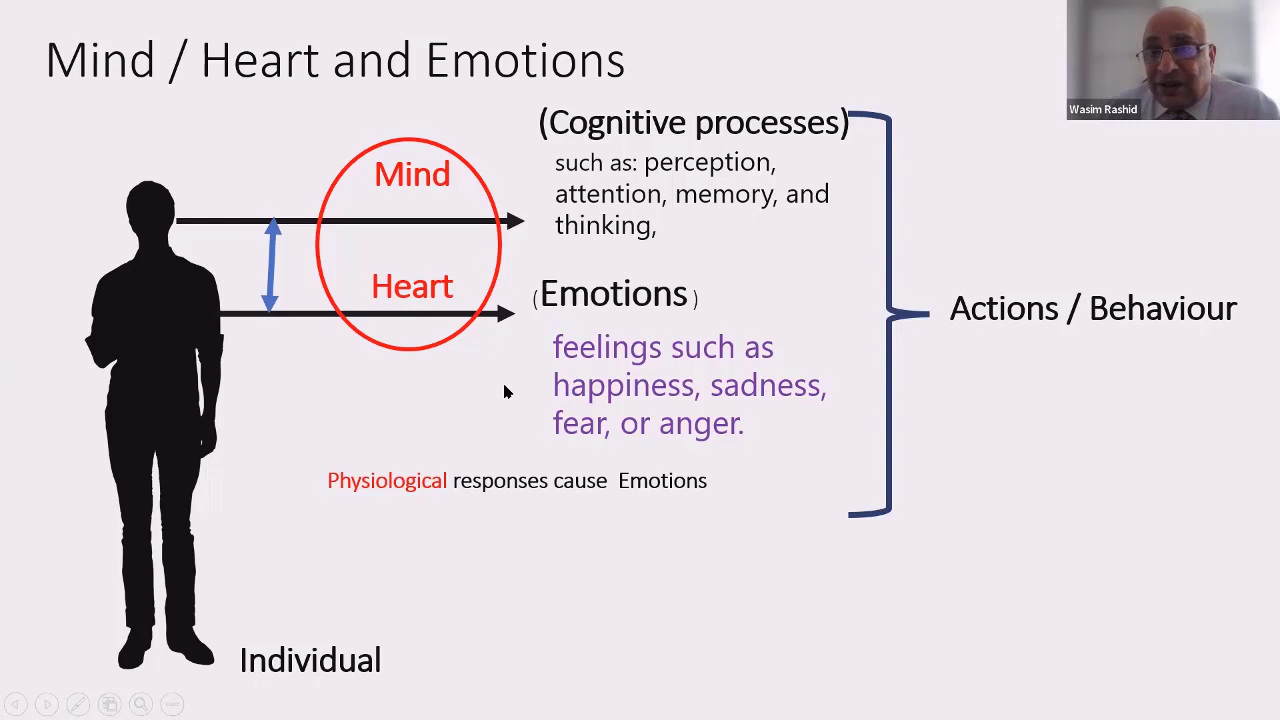 Mind / Heart and Emotions
Wasim Rashid
(Cognitive processes)
such as: perception,
attention, memory, and
thinking,
Mind
Heart
(Emotions)
feelings such as
happiness, sadness,
fear, or anger.
Actions / Behaviour
Physiological responses cause Emotions
Individual